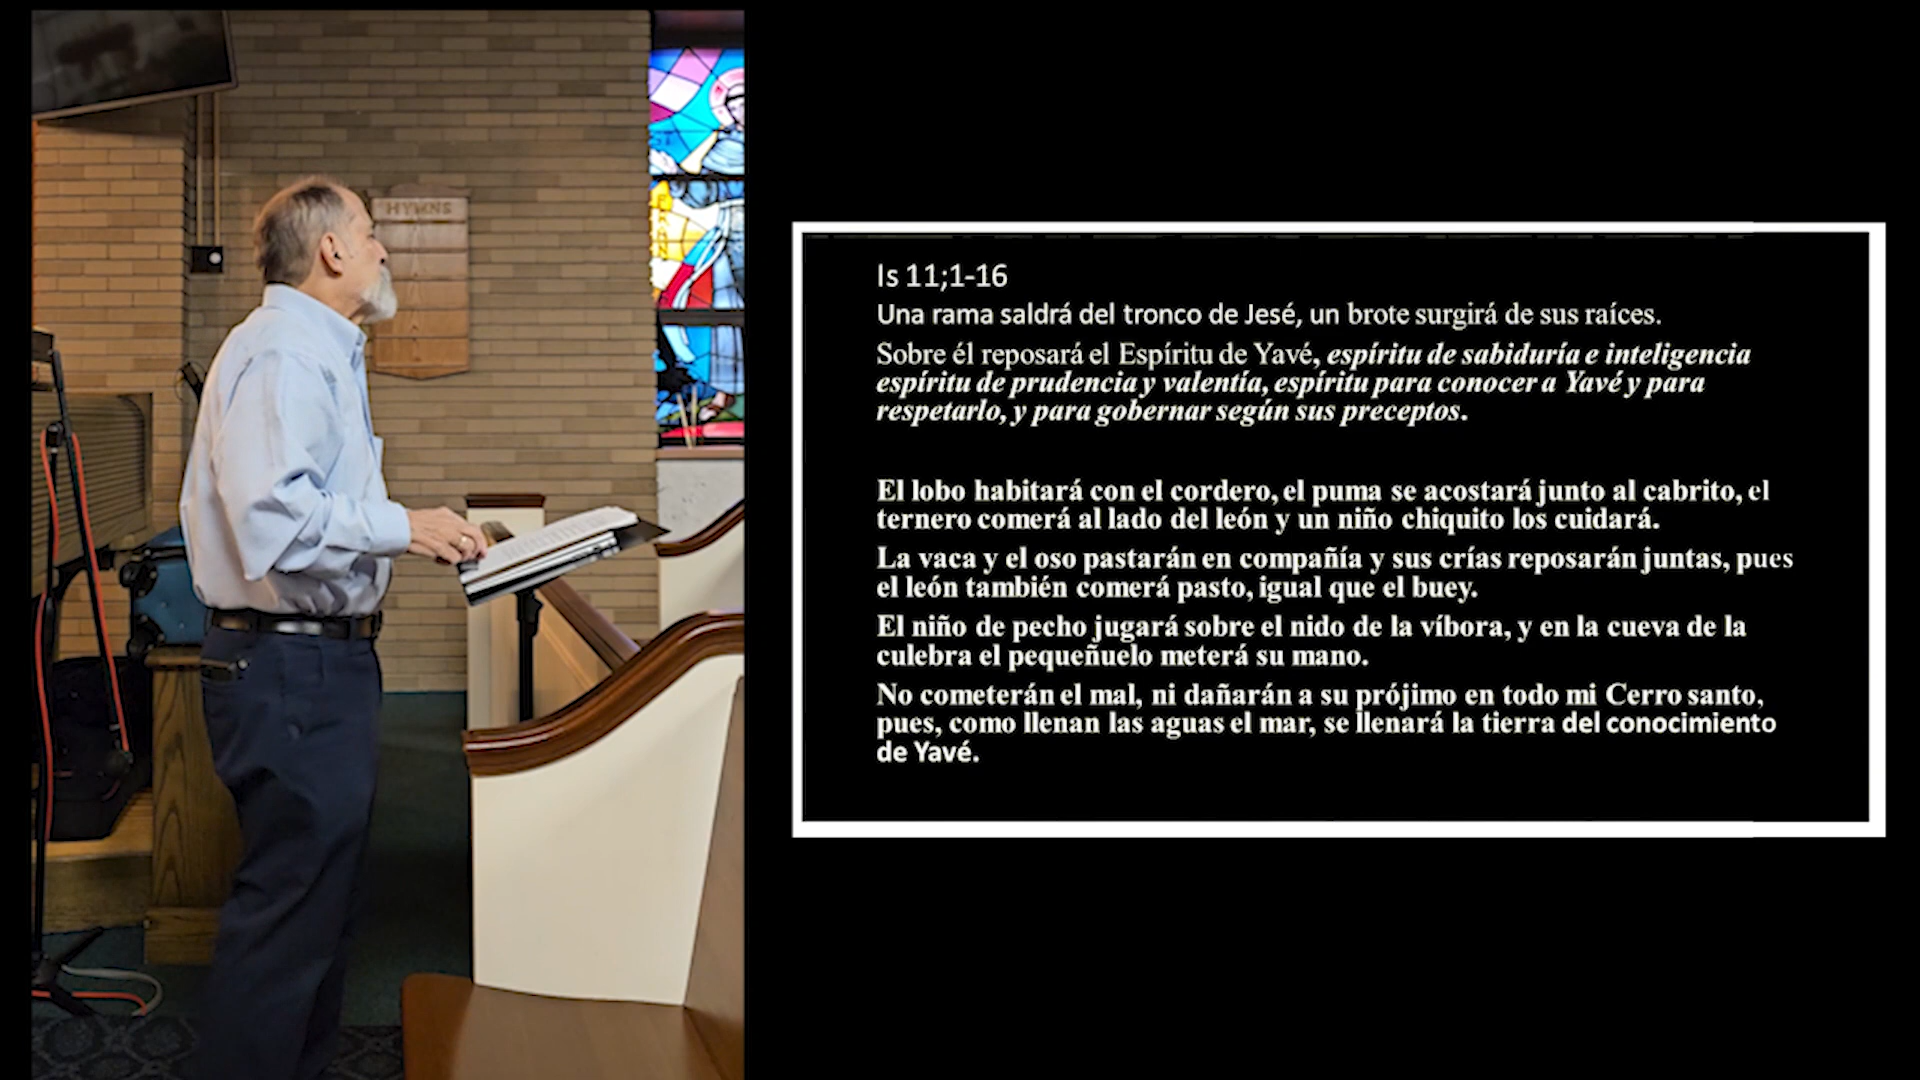 HYMNS
Is 11;1-16
Una rama saldrá del tronco de Jesé, un brote surgirá de sus raíces.
Sobre él reposará el Espíritu de Yavé, espíritu de sabiduría e inteligencia
espíritu de prudencia y valentía, espíritu para conocer a Yavé y para
respetarlo, y para gobernar según sus preceptos.
El lobo habitará con el cordero, el puma se acostará junto al cabrito, el
ternero comerá al lado del león y un niño chiquito los cuidará.
La vaca y el oso pastarán en compañía y sus crías reposarán juntas, pues
el león también comerá pasto, igual que el buey.
El niño de pecho jugará sobre el nido de la víbora, y en la cueva de la
culebra el pequeñuelo meterá su mano.
No cometerán el mal, ni dañarán a su prójimo en todo mi Cerro santo,
pues, como llenan las aguas el mar, se llenará la tierra del conocimiento
de Yavé.